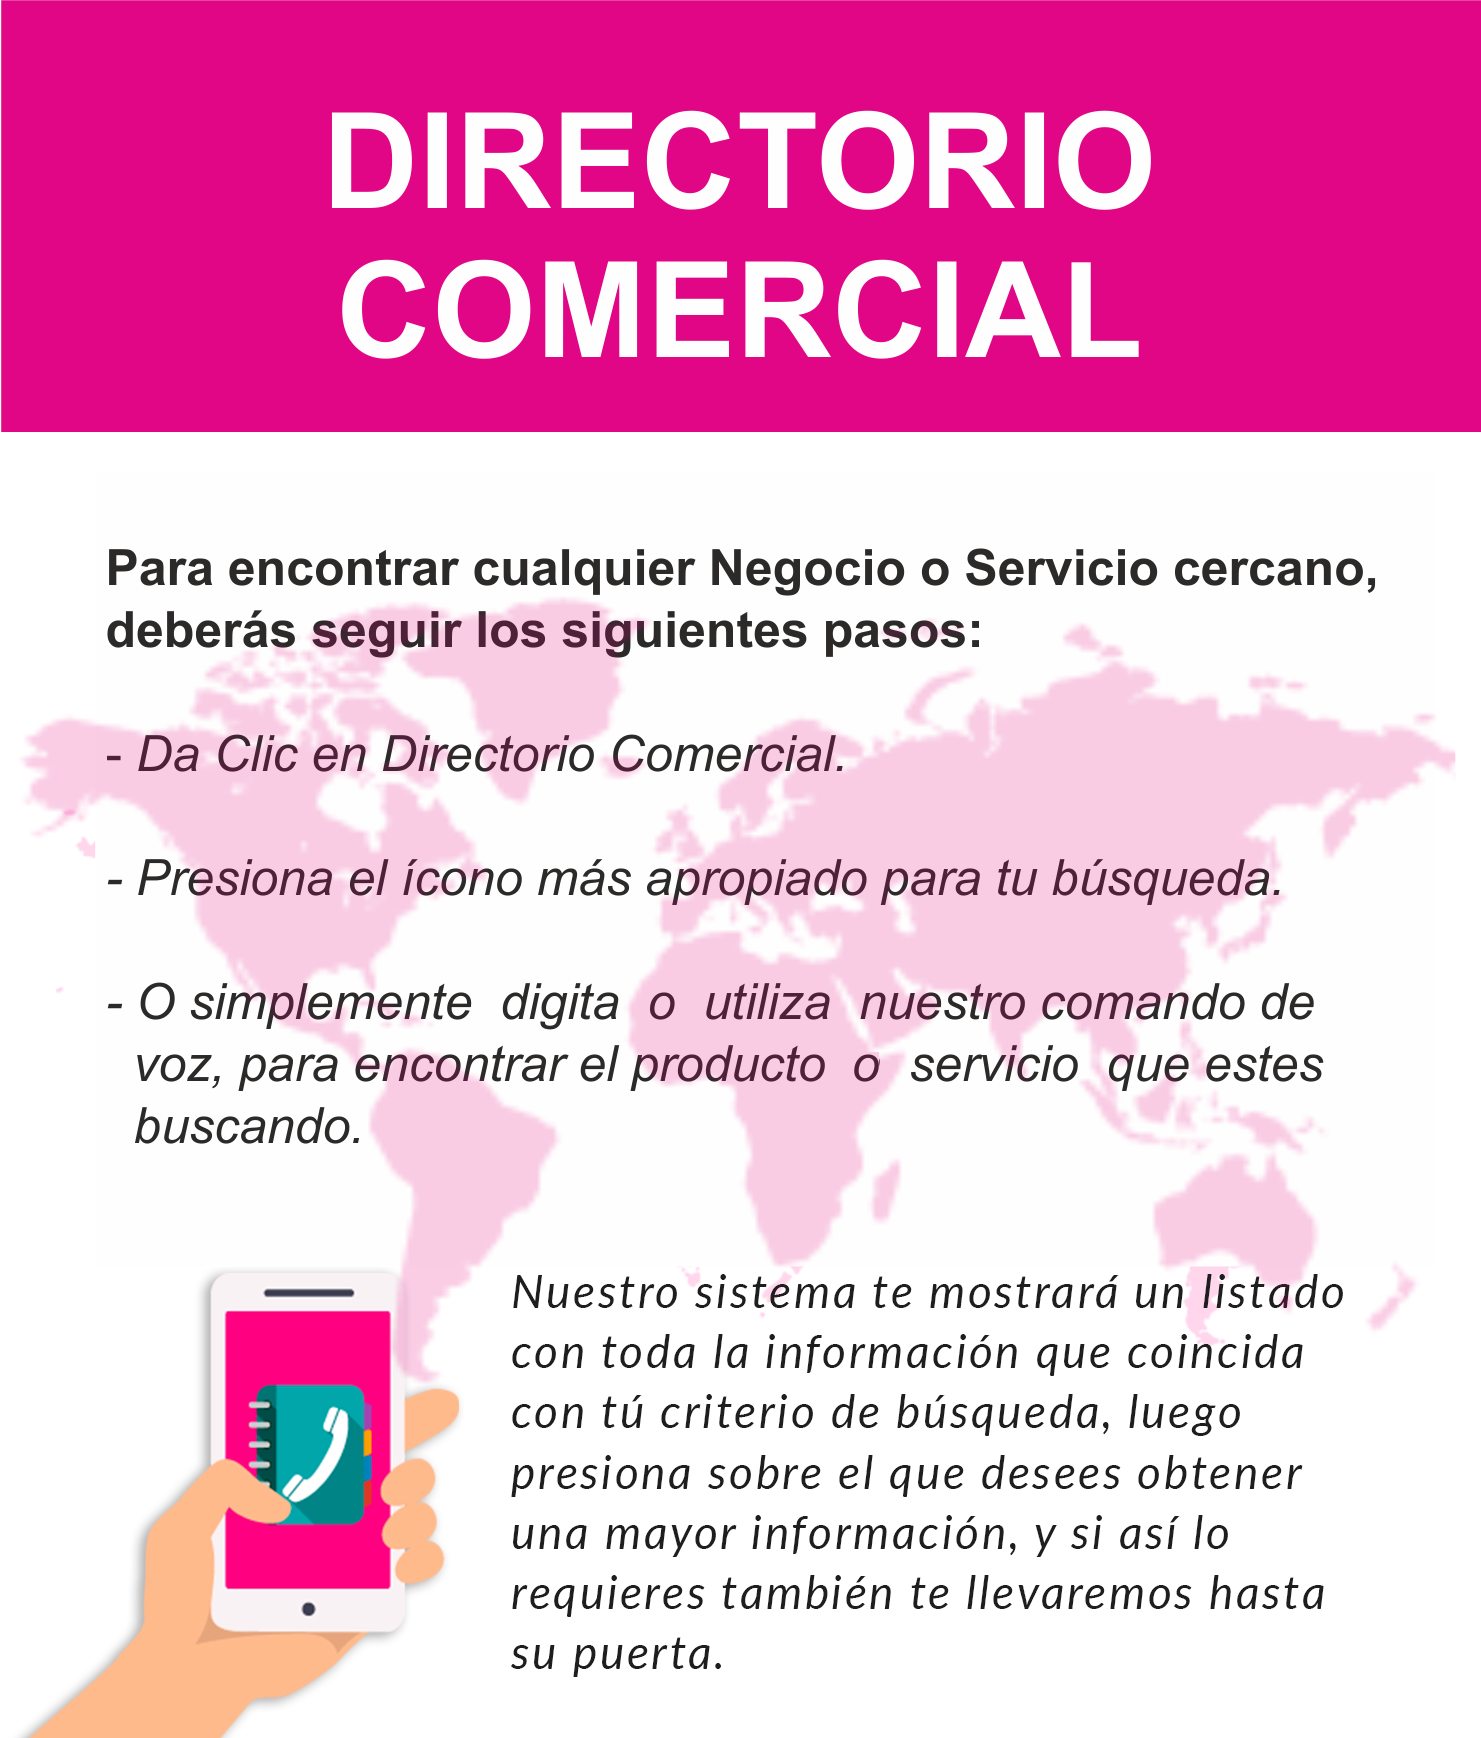 DIRECTORIO
COMERCIAL
Para encontrar cualquier Negocio o Servicio cercano,
deberás seguir los siguientes pasos:
- Da Clic en Directorio Comercial.
- Presiona el ícono más apropiado para tu búsqueda.
- O simplemente digita o utiliza nuestro comando de
voz, para encontrar el producto o servicio que estes
buscando.
Nuestro sistema te mostrará un listado
con toda la información que coincida
con tú criterio de búsqueda, luego
presiona sobre el que desees obtener
una mayor información, y si así lo
requieres también te llevaremos hasta
su puerta.